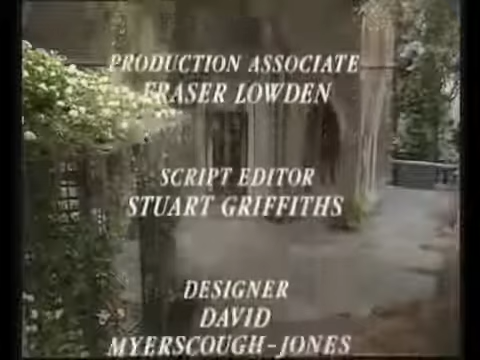 PRODUCTION ASSOCIATE
FRASER LOWDEN
SCRIPT EDITOR
STUART GRIFFITHS
DESIGNER
DAVID
MYERSCOUGH-JONES